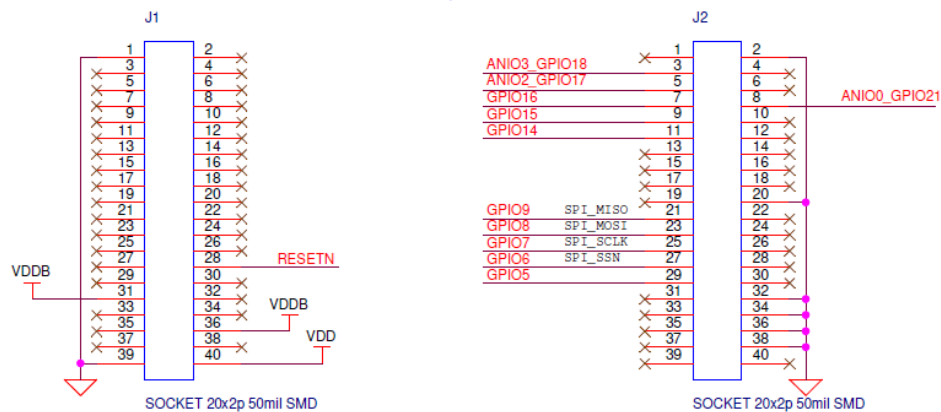 J1
1 2
3 4
5 6
7 8
9 10
11 12
13 14
15 16
17 18
19 20
21 22
23 24
25 26
27 28 RESETN
29 30
VDDB 31 32
33 34 VDDB
35 36
37 38 VDD
39 40
SOCKET 20x2p 50mil SMD
J2
1 2
ANIO3_GPIO18 3 4
ANIO2_GPIO17 5 6
GPIO16 7 8 ANIO0_GPIO21
GPIO15 9 10
GPIO14 11 12
13 14
15 16
17 18
19 20
GPIO9 SPI_MISO 21 22
GPIO8 SPI_MOSI 23 24
GPIO7 SPI_SCLK 25 26
GPIO6 SPI_SSN 27 28
GPIO5 29 30
31 32
33 34
35 36
37 38
39 40
SOCKET 20x2p 50mil SMD